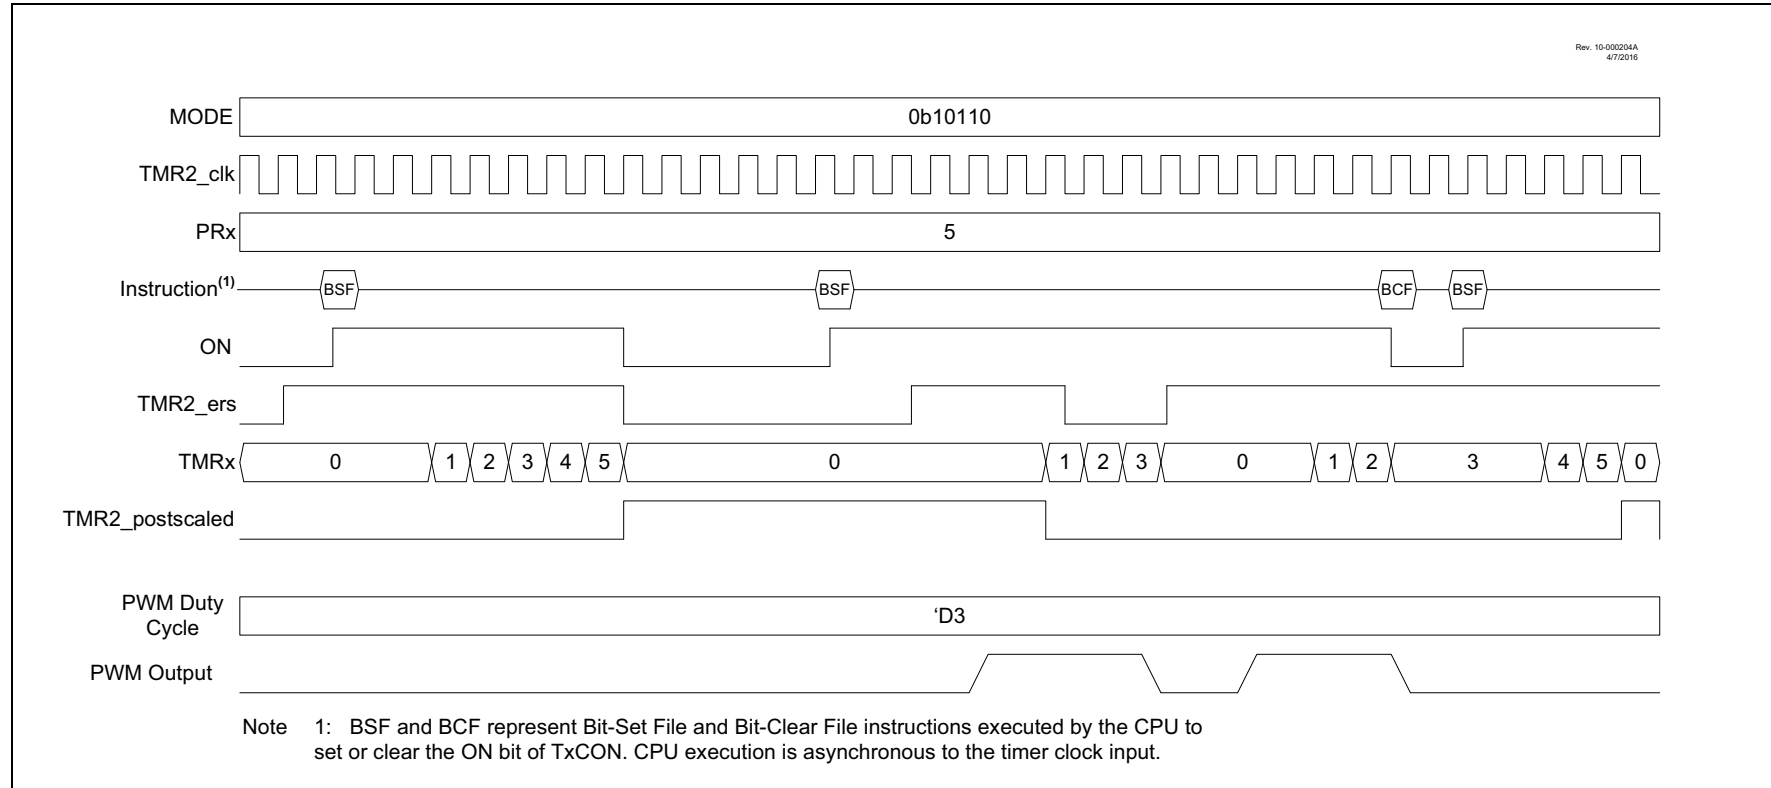 Rev. 10-000204A
4/7/2016
MODE 0b10110
TMR2_clk
PRx 5
Instruction(1) BSF BSF BCF BSF
ON
TMR2_ers
TMRx 0 1 2 3 4 5 0 1 2 3 0 1 2 3 4 5 0
TMR2_postscaled
PWM Duty
Cycle
‘D3
PWM Output
Note 1: BSF and BCF represent Bit-Set File and Bit-Clear File instructions executed by the CPU to
set or clear the ON bit of TxCON. CPU execution is asynchronous to the timer clock input.